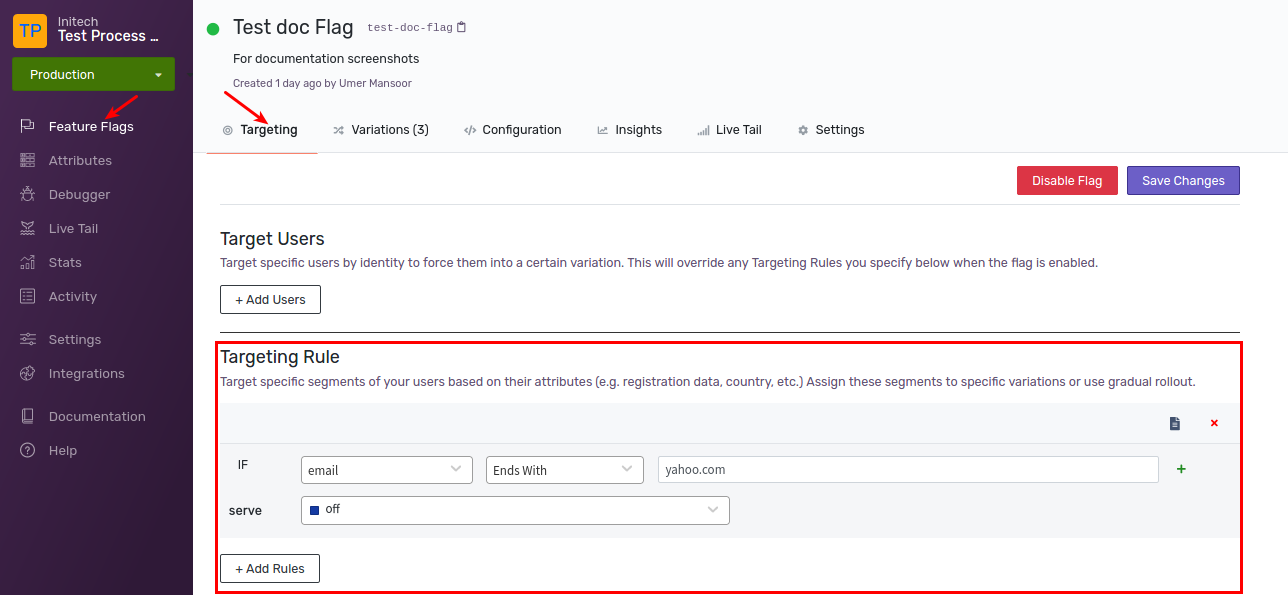 TP
Initech
Test Process ...
Production
Feature Flags
Attributes
Debugger
Live Tail
Stats
Activity
Settings
Integrations
Documentation
Help
Test doc Flag test-doc-flag
For documentation screenshots
Created 1 day ago by Umer Mansoor
Targeting Variations (3) Configuration Insights Live Tail Settings
Disable Flag Save Changes
Target Users
Target specific users by identity to force them into a certain variation. This will override any Targeting Rules you specify below when the flag is enabled.
+ Add Users
Targeting Rule
Target specific segments of your users based on their attributes (e.g. registration data, country, etc.) Assign these segments to specific variations or use gradual rollout.
IF email Ends With yahoo.com +
serve off
+ Add Rules